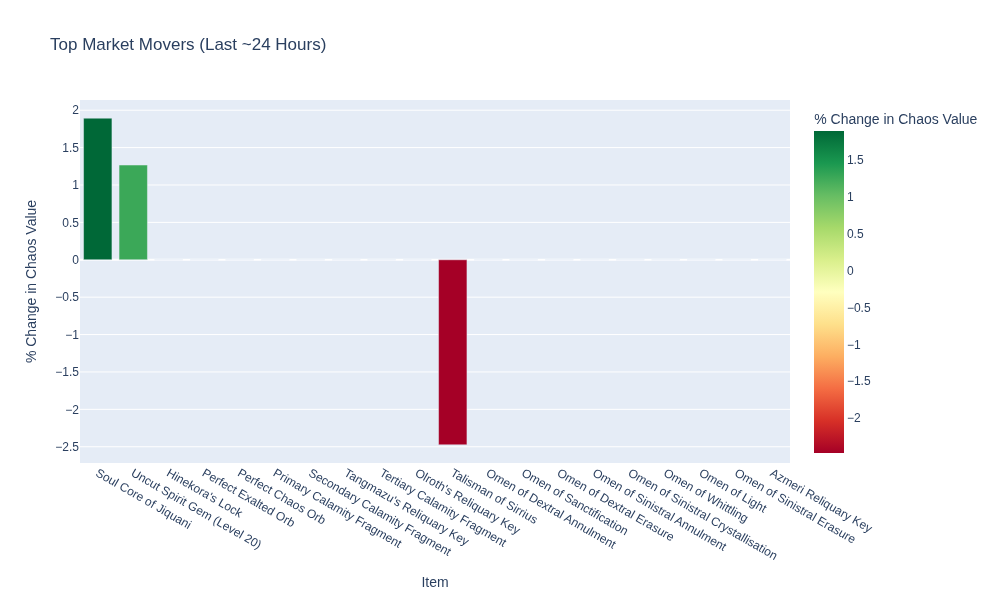 Top Market Movers (Last ~24 Hours)
% Change in Chaos Value
2
1.5
1
0.5
0
−0.5
−1
−1.5
−2
−2.5
% Change in Chaos Value
1.5
1
0.5
0
−0.5
−1
−1.5
−2
Soul Core of Jiquani
Uncut Spirit Gem (Level 20)
Hinekora's Lock
Perfect Exalted Orb
Perfect Chaos Orb
Primary Calamity Fragment
Secondary Calamity Fragment
Tangmazu's Reliquary Key
Tertiary Calamity Fragment
Olroth's Reliquary Key
Talisman of Sirrius
Omen of Dextral Annulment
Omen of Sanctification
Omen of Dextral Erasure
Omen of Sinistral Annulment
Omen of Sinistral Crystallisation
Omen of Whittling
Omen of Light
Omen of Sinistral Erasure
Azmeri Reliquary Key
Item